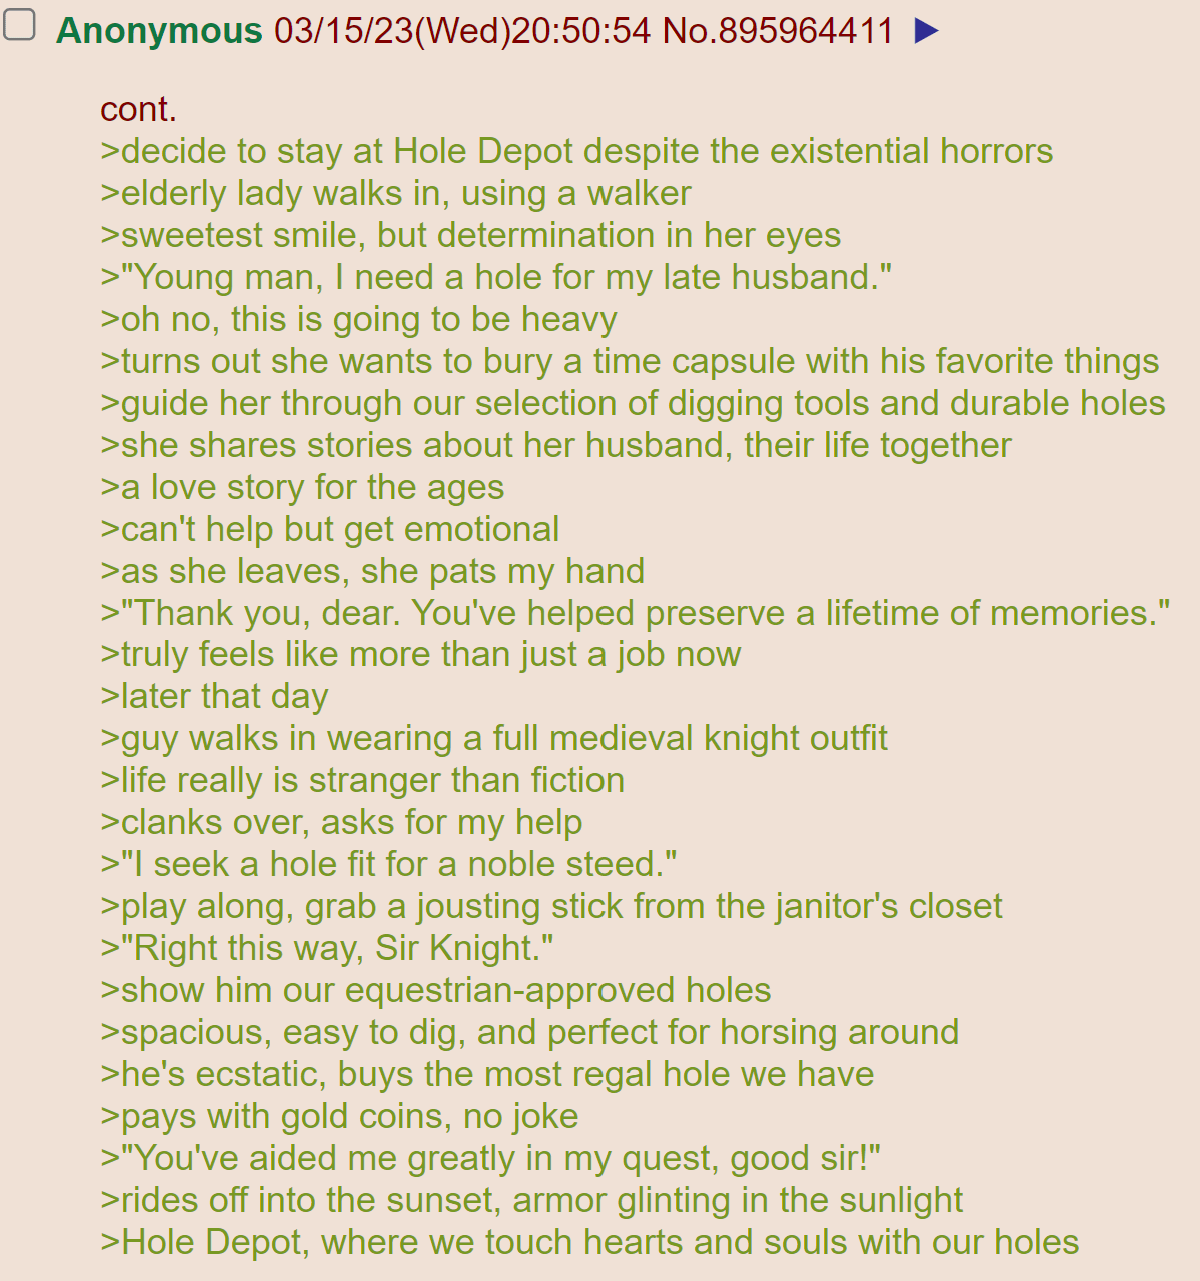 Anonymous 03/15/23(Wed)20:50:54 No.895964411 ▶
cont.
>decide to stay at Hole Depot despite the existential horrors
>elderly lady walks in, using a walker
>sweetest smile, but determination in her eyes
>"Young man, I need a hole for my late husband."
>oh no, this is going to be heavy
>turns out she wants to bury a time capsule with his favorite things
>guide her through our selection of digging tools and durable holes
>she shares stories about her husband, their life together
>a love story for the ages
>can't help but get emotional
>as she leaves, she pats my hand
>"Thank you, dear. You've helped preserve a lifetime of memories."
>truly feels like more than just a job now
>later that day
>guy walks in wearing a full medieval knight outfit
>life really is stranger than fiction
>clanks over, asks for my help
>"I seek a hole fit for a noble steed."
>play along, grab a jousting stick from the janitor's closet
>"Right this way, Sir Knight."
>show him our equestrian-approved holes
>spacious, easy to dig, and perfect for horsing around
>he's ecstatic, buys the most regal hole we have
>pays with gold coins, no joke
>"You've aided me greatly in my quest, good sir!"
>rides off into the sunset, armor glinting in the sunlight
>Hole Depot, where we touch hearts and souls with our holes